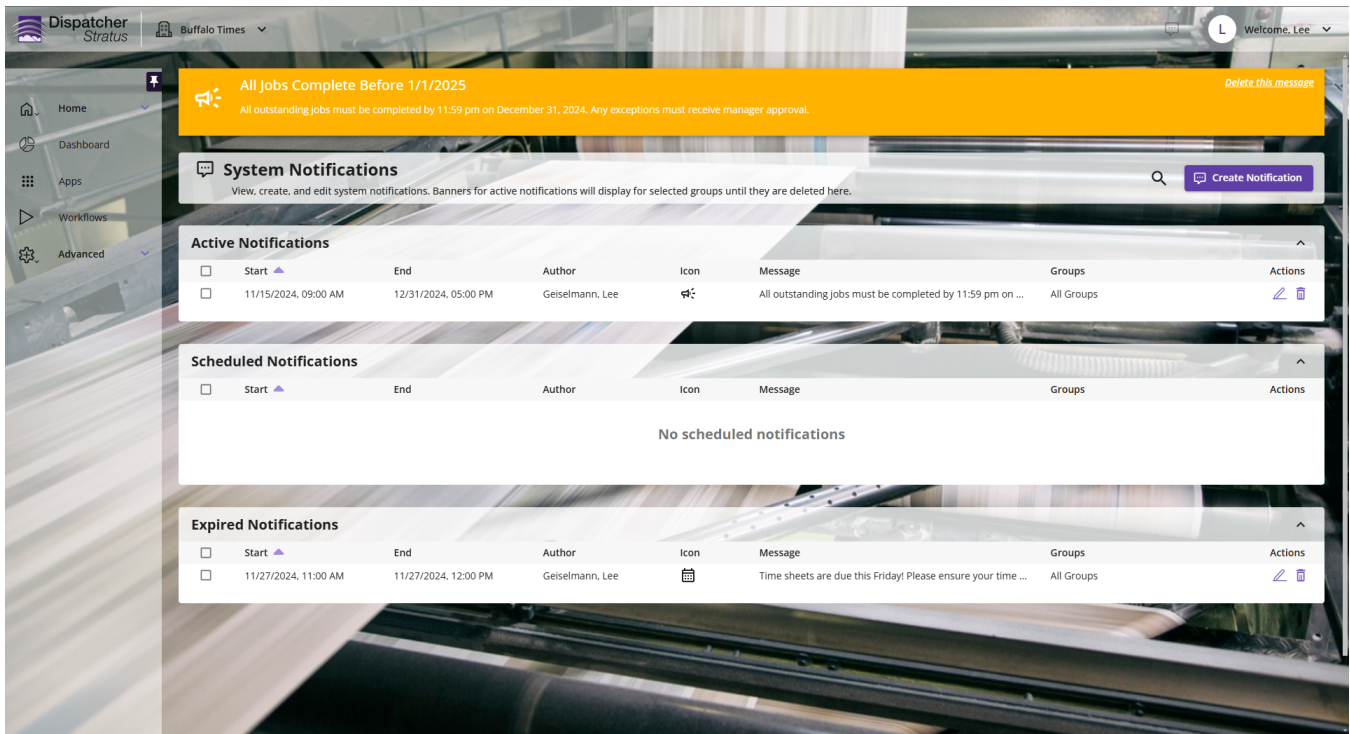 Dispatcher
Stratus
Buffalo Times
L Welcome, Lee
Home
Dashboard
Apps
Workflows
Advanced
All Jobs Complete Before 1/1/2025
Delete this message
All outstanding jobs must be completed by 11:59 pm on December 31, 2024. Any exceptions must receive manager approval.
System Notifications
View, create, and edit system notifications. Banners for active notifications will display for selected groups until they are deleted here.
Create Notification
Active Notifications
Start End Author Icon Message Groups Actions
11/15/2024, 09:00 AM 12/31/2024, 05:00 PM Geiselmann, Lee All outstanding jobs must be completed by 11:59 pm on ... All Groups
Scheduled Notifications
Start End Author Icon Message Groups Actions
No scheduled notifications
Expired Notifications
Start End Author Icon Message Groups Actions
11/27/2024, 11:00 AM 11/27/2024, 12:00 PM Geiselmann, Lee Time sheets are due this Friday! Please ensure your time ... All Groups